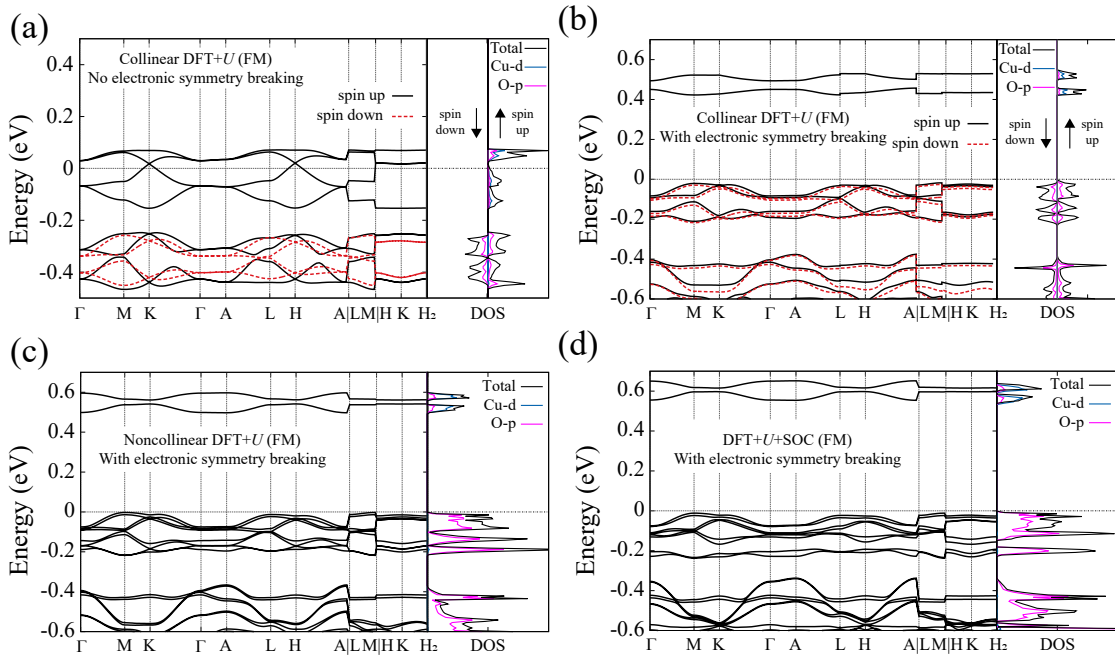 (a)
Energy (eV)
0.4
0.2
0
-0.2
-0.4
Collinear DFT+U (FM)
No electronic symmetry breaking
spin up
spin down
Total
Cu-d
O-p
spin down
spin up
Γ M K Γ A L H A|LM|H K H₂ DOS
(b)
Energy (eV)
0.6
0.4
0.2
0
-0.2
-0.4
-0.6
Collinear DFT+U (FM)
With electronic symmetry breaking
spin up
spin down
Total
Cu-d
O-p
spin down
spin up
Γ M K Γ A L H A|LM|H K H₂ DOS
(c)
Energy (eV)
0.6
0.4
0.2
0
-0.2
-0.4
-0.6
Noncollinear DFT+U (FM)
With electronic symmetry breaking
Total
Cu-d
O-p
Γ M K Γ A L H A|LM|H K H₂ DOS
(d)
Energy (eV)
0.6
0.4
0.2
0
-0.2
-0.4
-0.6
DFT+U+SOC (FM)
With electronic symmetry breaking
Total
Cu-d
O-p
Γ M K Γ A L H A|LM|H K H₂ DOS